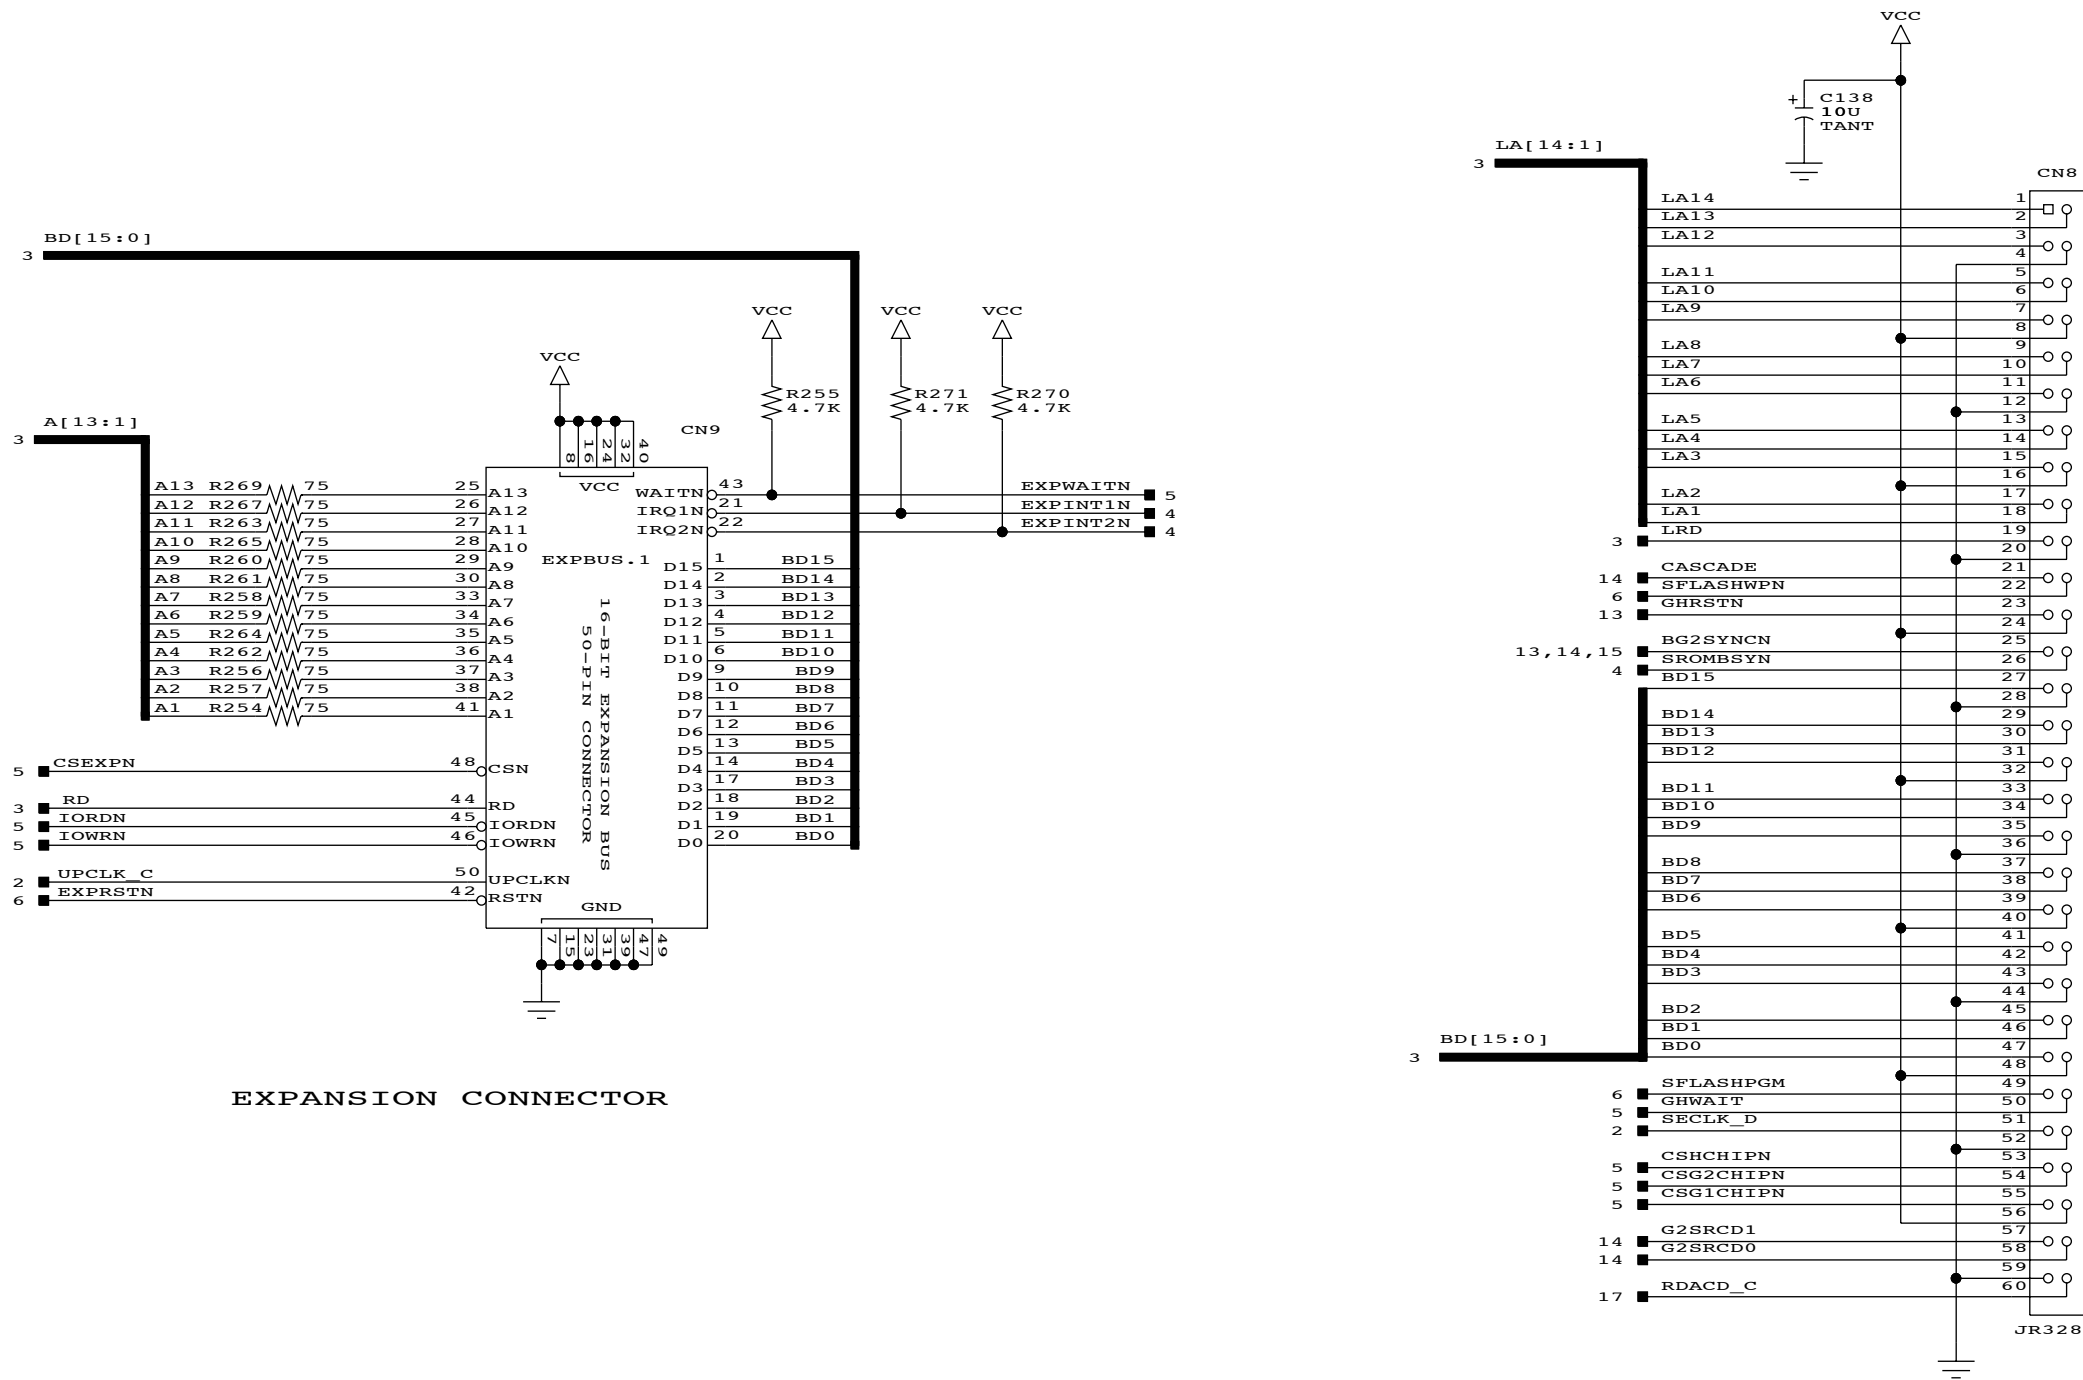 VCC
C138
+
10U
TANT
LA[14:1]
3
CN8
BD[15:0]
3
VCC
VCC
VCC
VCC
R255
4.7K
R271
4.7K
R270
4.7K
A[13:1]
3
CN9
8 16 24 32 40
VCC
A13 R269 75 25 A13
A12 R267 75 26 A12
A11 R263 75 27 A11
A10 R265 75 28 A10
A9 R260 75 29 A9
A8 R261 75 30 A8
A7 R258 75 33 A7
A6 R259 75 34 A6
A5 R264 75 35 A5
A4 R262 75 36 A4
A3 R256 75 37 A3
A2 R257 75 38 A2
A1 R254 75 41 A1
5 CSEXPN 48 CSN
3 RD 44 RD
5 IORDN 45 IORDN
5 IOWRN 46 IOWRN
2 UPCLK_C 50 UPCLKN
6 EXPRSTN 42 RSTN
EXPBUS.1
16-BIT EXPANSION BUS
50-PIN CONNECTOR
WAITN 43 EXPWAITN 5
IRQ1N 21 EXPINT1N 4
IRQ2N 22 EXPINT2N 4
D15 1 BD15
D14 2 BD14
D13 3 BD13
D12 4 BD12
D11 5 BD11
D10 6 BD10
D9 9 BD9
D8 10 BD8
D7 11 BD7
D6 12 BD6
D5 13 BD5
D4 14 BD4
D3 17 BD3
D2 18 BD2
D1 19 BD1
D0 20 BD0
GND
7 15 23 31 39 47 49
EXPANSION CONNECTOR
LA14 1
LA13 2
LA12 3
4
LA11 5
LA10 6
LA9 7
8
LA8 9
LA7 10
LA6 11
12
LA5 13
LA4 14
LA3 15
16
LA2 17
LA1 18
3 LRD 19
20
14 CASCADE 21
6 SFLASHWPN 22
13 GHRSTN 23
24
13,14,15 BG2SYNCN 25
4 SROMBSYN 26
BD15 27
28
BD14 29
BD13 30
BD12 31
32
BD11 33
BD10 34
BD9 35
36
BD8 37
BD7 38
BD6 39
40
BD5 41
BD4 42
BD3 43
44
BD2 45
BD1 46
BD[15:0]
3
BD0 47
48
6 SFLASHPGM 49
5 GHWAIT 50
2 SECLK_D 51
52
5 CSHCHIPN 53
5 CSG2CHIPN 54
5 CSG1CHIPN 55
56
14 G2SRCD1 57
14 G2SRCD0 58
59
17 RDACD_C 60
JR328